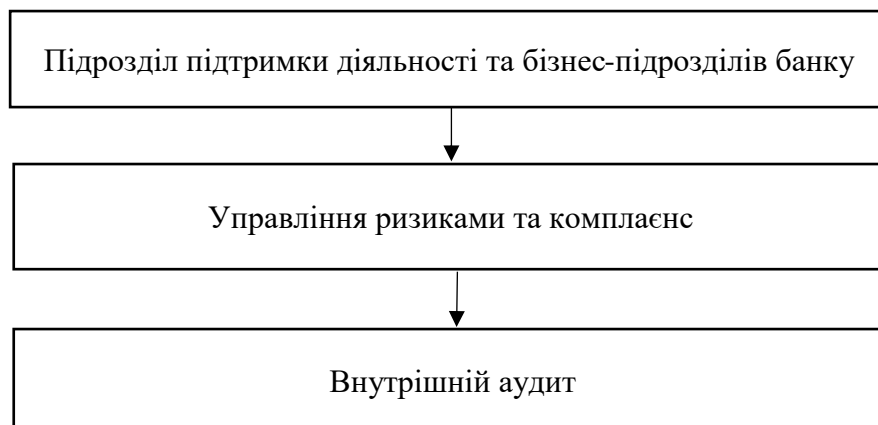 Підрозділ підтримки діяльності та бізнес-підрозділів банку
Управління ризиками та комплаєнс
Внутрішній аудит